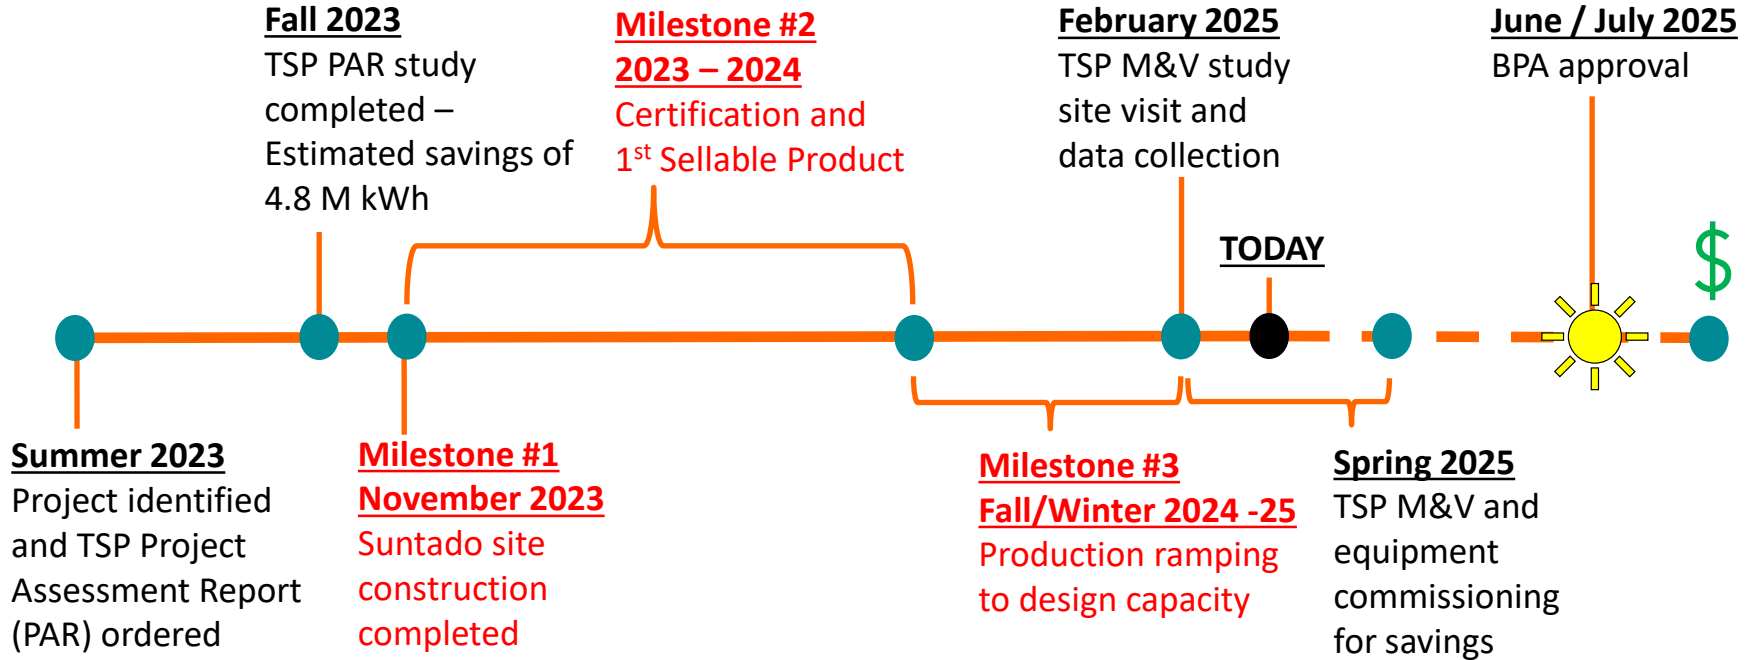 Fall 2023
TSP PAR study
completed –
Estimated savings of
4.8 M kWh
Milestone #2
2023 – 2024
Certification and
1st Sellable Product
February 2025
TSP M&V study
site visit and
data collection
June / July 2025
BPA approval
TODAY
$
Summer 2023
Project identified
and TSP Project
Assessment Report
(PAR) ordered
Milestone #1
November 2023
Suntado site
construction
completed
Milestone #3
Fall/Winter 2024 -25
Production ramping
to design capacity
Spring 2025
TSP M&V and
equipment
commissioning
for savings